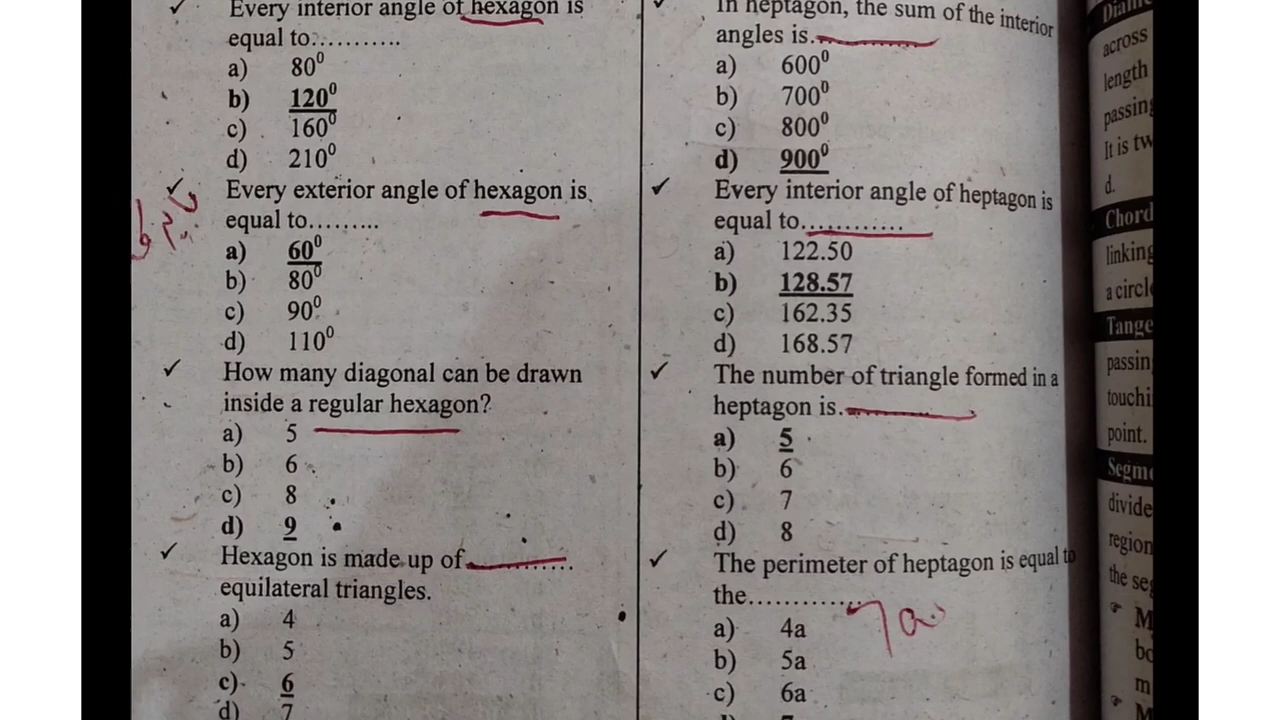 Every interior angle of hexagon is
equal to...........
a) 80⁰
b) 120⁰
c) 160⁰
d) 210⁰
Every exterior angle of hexagon is
equal to.........
a) 60⁰
b) 80⁰
c) 90⁰
d) 110⁰
How many diagonal can be drawn
inside a regular hexagon?
a) 5
b) 6
c) 8
d) 9
Hexagon is made up of............
equilateral triangles.
a) 4
b) 5
c) 6
d) 7
In heptagon, the sum of the interior
angles is.............
a) 600⁰
b) 700⁰
c) 800⁰
d) 900⁰
Every interior angle of heptagon is
equal to............
a) 122.50
b) 128.57
c) 162.35
d) 168.57
The number of triangle formed in a
heptagon is.............
a) 5
b) 6
c) 7
d) 8
The perimeter of heptagon is equal to
the.............
7a
a) 4a
b) 5a
c) 6a
across
length
passing
It is tw
d.
Chord
linking
a circle
Tange
passin
touchi
point.
Segme
divide
region
the seg
M
bo
m
M